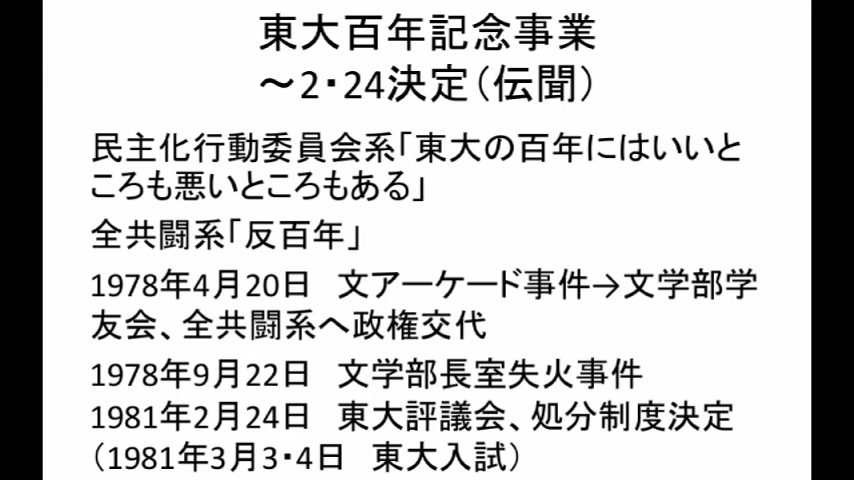 東大百年記念事業
～2・24決定（伝聞）
民主化行動委員会系「東大の百年にはいいと
ころも悪いところもある」
全共闘系「反百年」
1978年4月20日　文アーケード事件→文学部学
友会、全共闘系へ政権交代
1978年9月22日　文学部長室失火事件
1981年2月24日　東大評議会、処分制度決定
（1981年3月3・4日　東大入試）